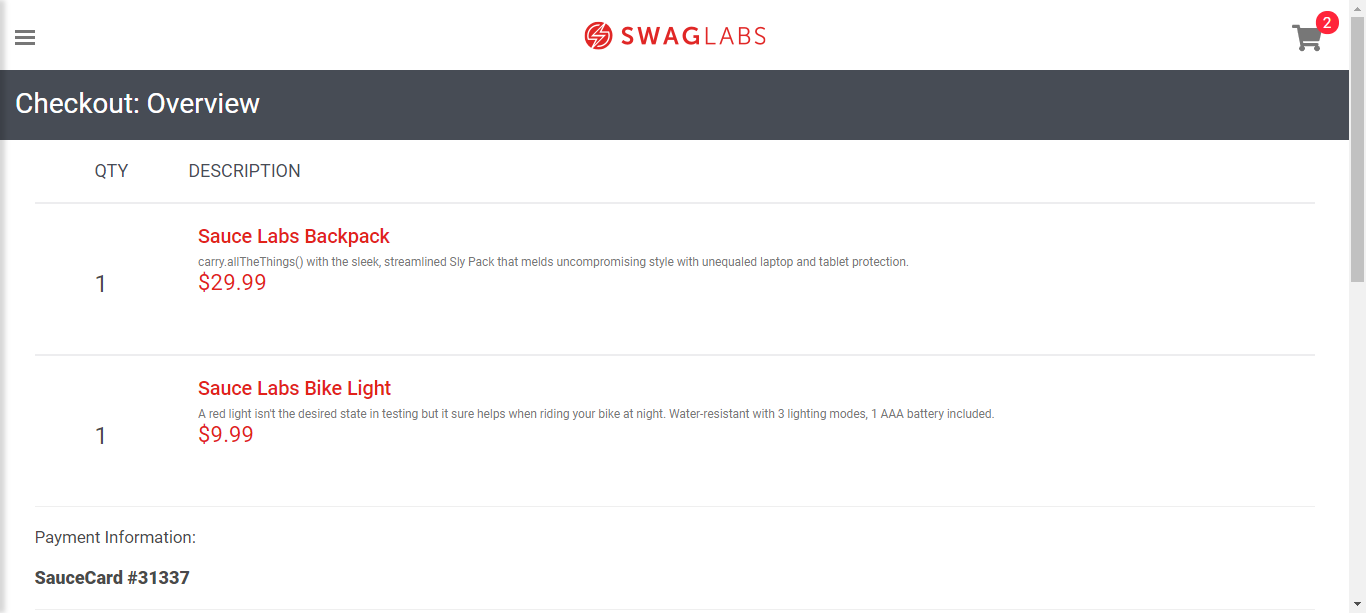 SWAGLABS
2
Checkout: Overview
QTY DESCRIPTION
Sauce Labs Backpack
carry.allTheThings() with the sleek, streamlined Sly Pack that melds uncompromising style with unequaled laptop and tablet protection.
1
$29.99
Sauce Labs Bike Light
A red light isn't the desired state in testing but it sure helps when riding your bike at night. Water-resistant with 3 lighting modes, 1 AAA battery included.
1
$9.99
Payment Information:
SauceCard #31337